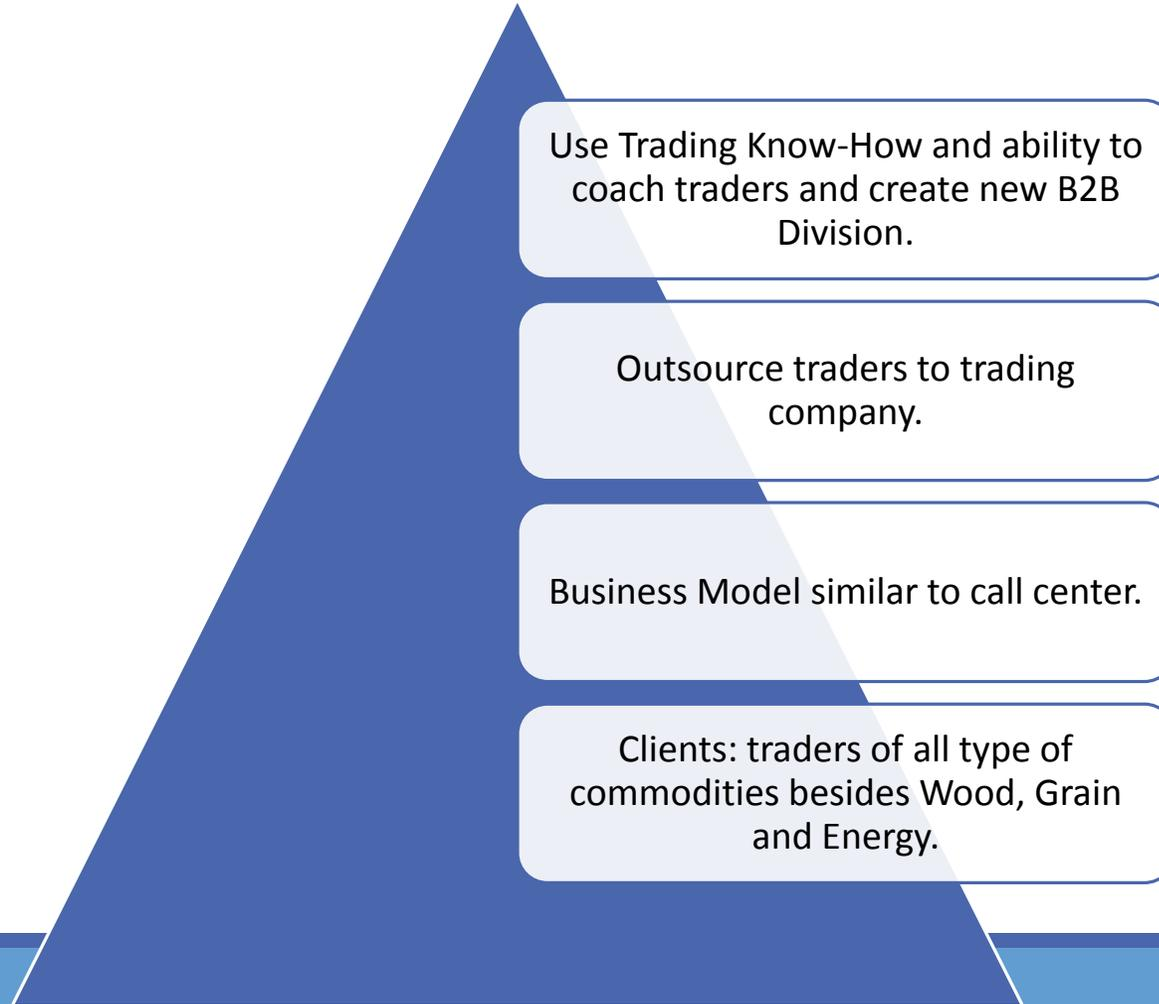 Use Trading Know-How and ability to
coach traders and create new B2B
Division.
Outsource traders to trading
company.
Business Model similar to call center.
Clients: traders of all type of
commodities besides Wood, Grain
and Energy.